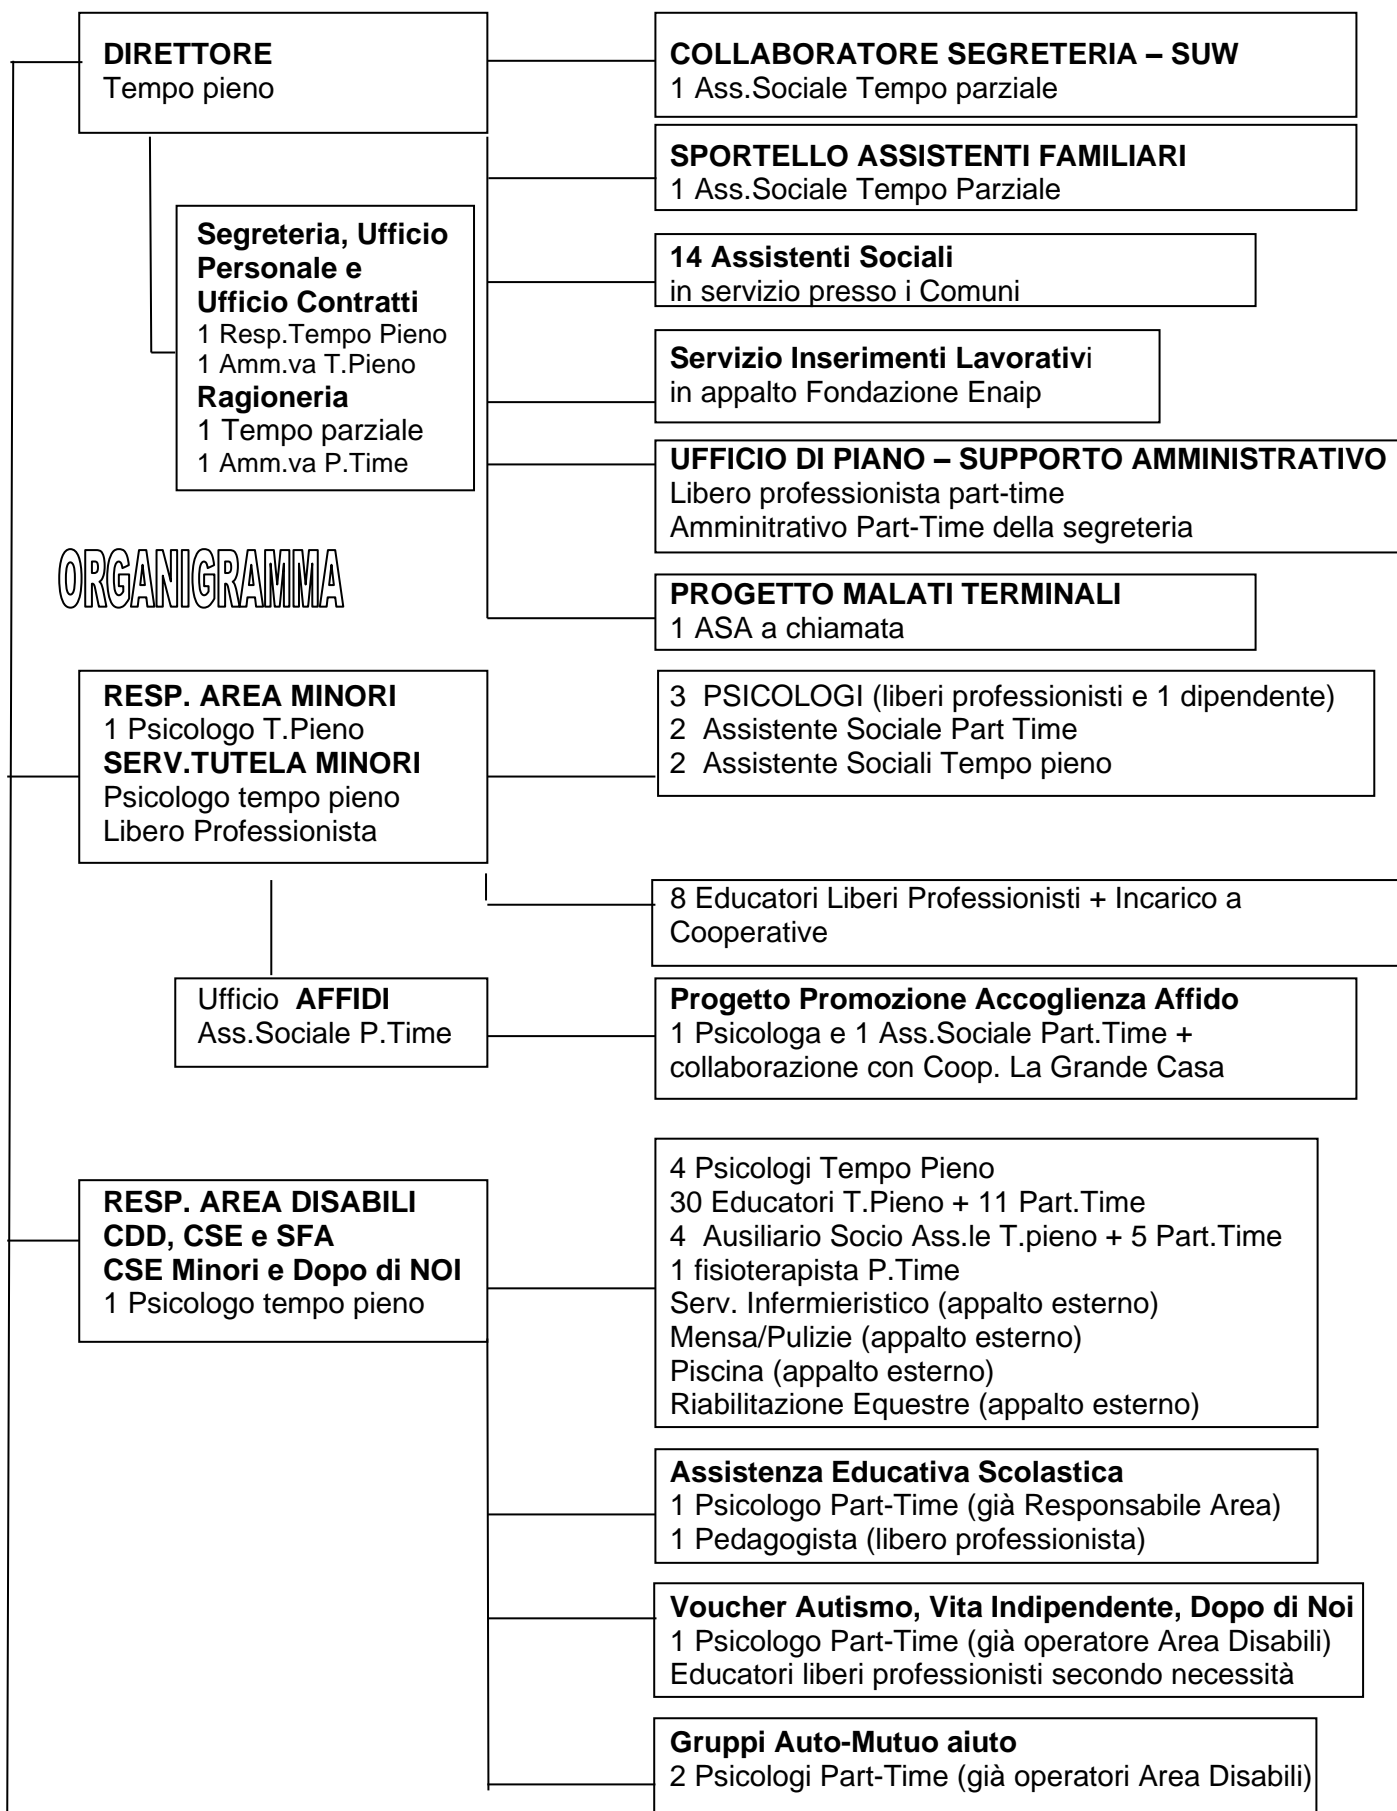 DIRETTORE
Tempo pieno
COLLABORATORE SEGRETERIA – SUW
1 Ass.Sociale Tempo parziale
SPORTELLO ASSISTENTI FAMILIARI
1 Ass.Sociale Tempo Parziale
Segreteria, Ufficio
Personale e
Ufficio Contratti
1 Resp.Tempo Pieno
1 Amm.va T.Pieno
Ragioneria
1 Tempo parziale
1 Amm.va P.Time
14 Assistenti Sociali
in servizio presso i Comuni
Servizio Inserimenti Lavorativi
in appalto Fondazione Enaip
UFFICIO DI PIANO – SUPPORTO AMMINISTRATIVO
Libero professionista part-time
Amminitrativo Part-Time della segreteria
ORGANIGRAMMA
PROGETTO MALATI TERMINALI
1 ASA a chiamata
RESP. AREA MINORI
1 Psicologo T.Pieno
SERV.TUTELA MINORI
Psicologo tempo pieno
Libero Professionista
3 PSICOLOGI (liberi professionisti e 1 dipendente)
2 Assistente Sociale Part Time
2 Assistente Sociali Tempo pieno
8 Educatori Liberi Professionisti + Incarico a
Cooperative
Ufficio AFFIDI
Ass.Sociale P.Time
Progetto Promozione Accoglienza Affido
1 Psicologa e 1 Ass.Sociale Part.Time +
collaborazione con Coop. La Grande Casa
RESP. AREA DISABILI
CDD, CSE e SFA
CSE Minori e Dopo di NOI
1 Psicologo tempo pieno
4 Psicologi Tempo Pieno
30 Educatori T.Pieno + 11 Part.Time
4 Ausiliario Socio Ass.le T.pieno + 5 Part.Time
1 fisioterapista P.Time
Serv. Infermieristico (appalto esterno)
Mensa/Pulizie (appalto esterno)
Piscina (appalto esterno)
Riabilitazione Equestre (appalto esterno)
Assistenza Educativa Scolastica
1 Psicologo Part-Time (già Responsabile Area)
1 Pedagogista (libero professionista)
Voucher Autismo, Vita Indipendente, Dopo di Noi
1 Psicologo Part-Time (già operatore Area Disabili)
Educatori liberi professionisti secondo necessità
Gruppi Auto-Mutuo aiuto
2 Psicologi Part-Time (già operatori Area Disabili)